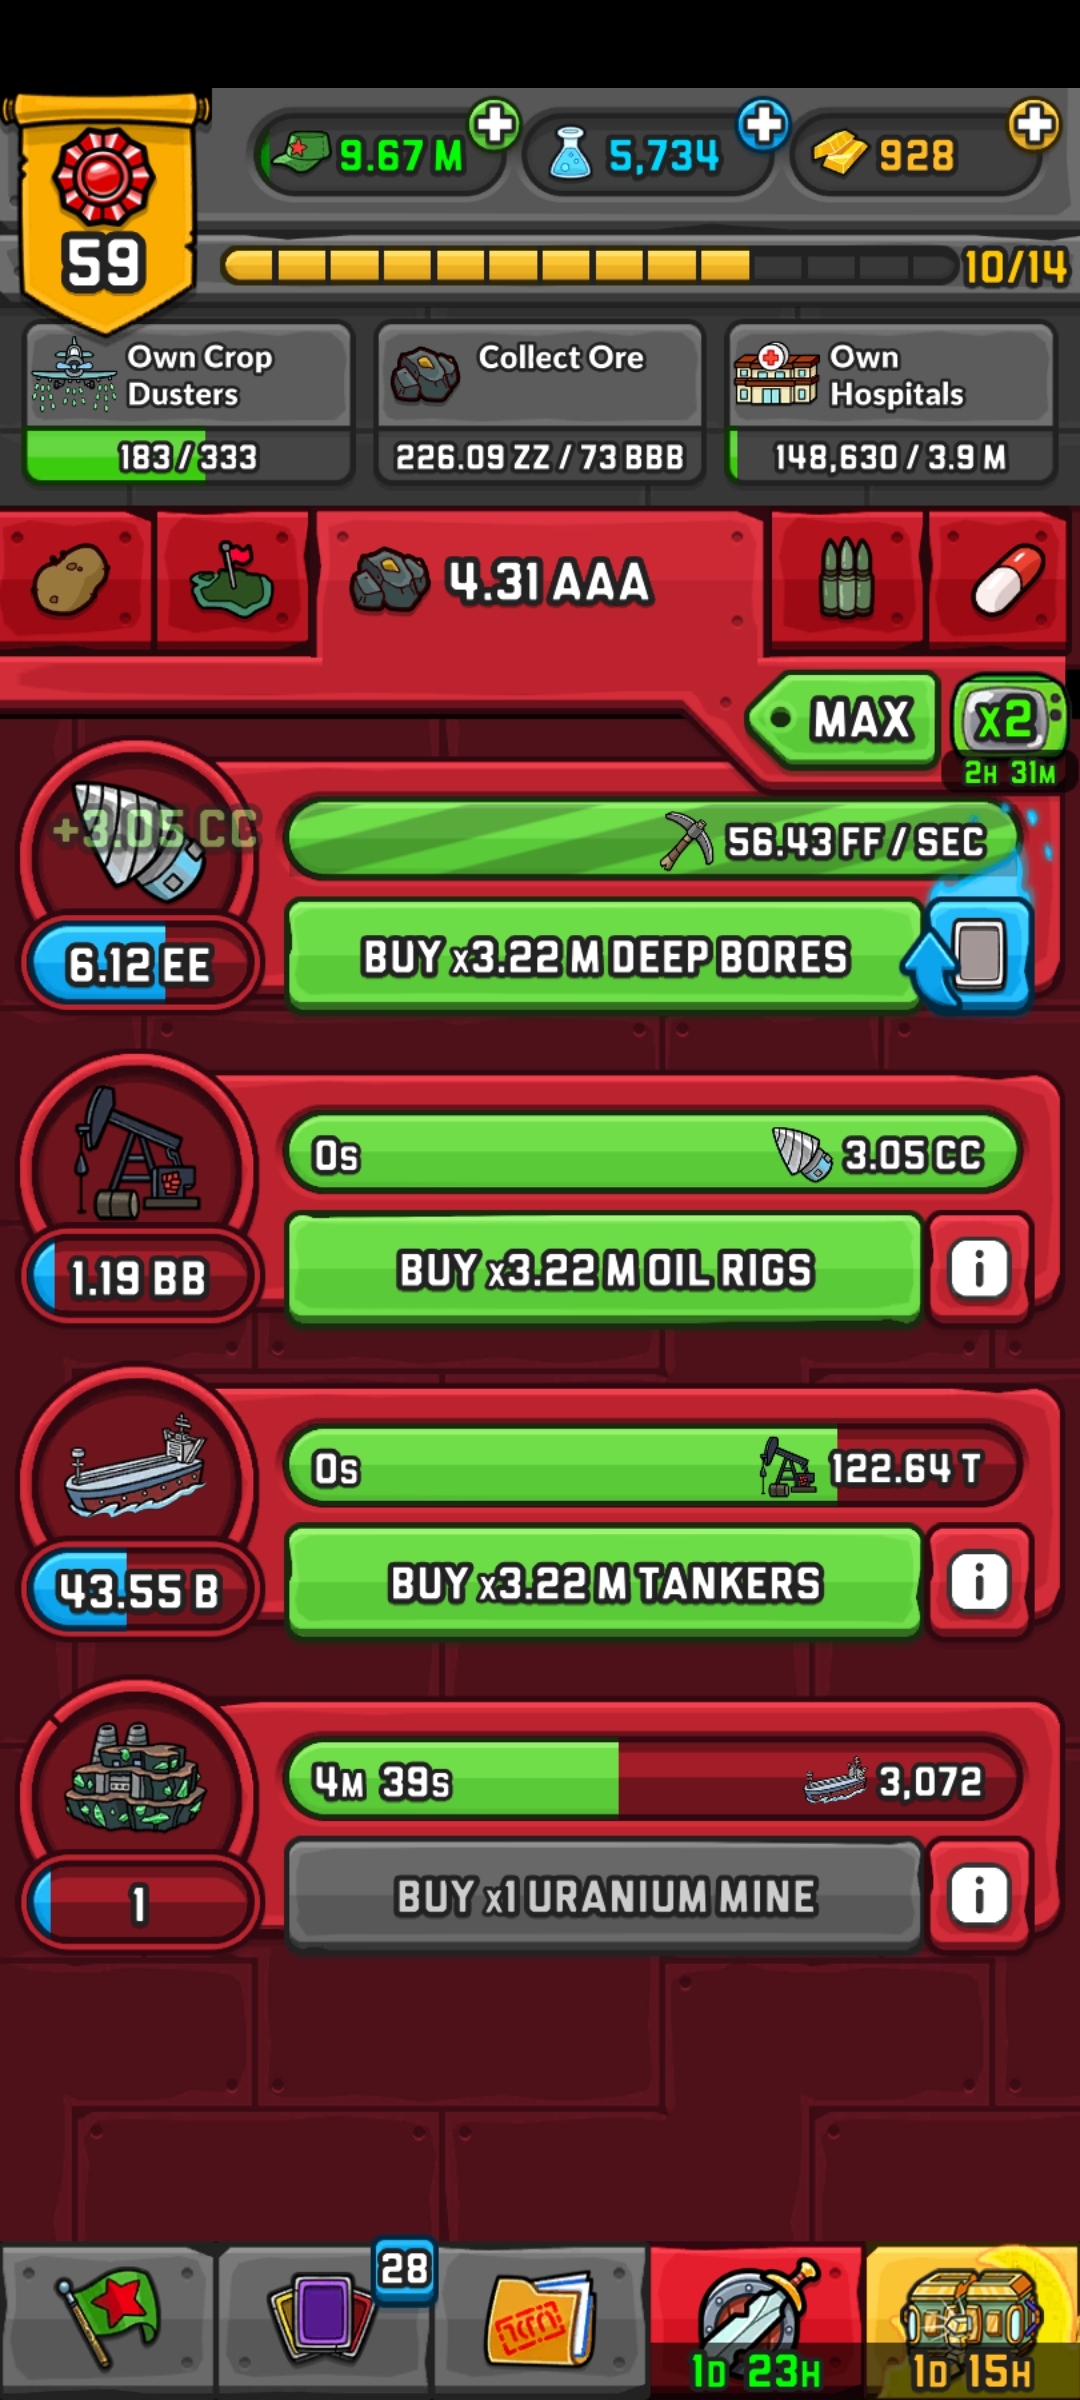 9.67 M
5,734
928
59
10/14
Own Crop
Dusters
183/333
Collect Ore
226.09 ZZ / 73 BBB
Own
Hospitals
148,630 / 3.9 M
4.31 AAA
MAX
x2
2H 31M
+3.05 CC
56.43 FF / SEC
6.12 EE
BUY x3.22 M DEEP BORES
0s
3.05 CC
1.19 BB
BUY x3.22 M OIL RIGS
i
0s
122.64 T
43.55 B
BUY x3.22 M TANKERS
i
4M 39s
3,072
1
BUY x1 URANIUM MINE
i
28
1D 23H
1D 15H